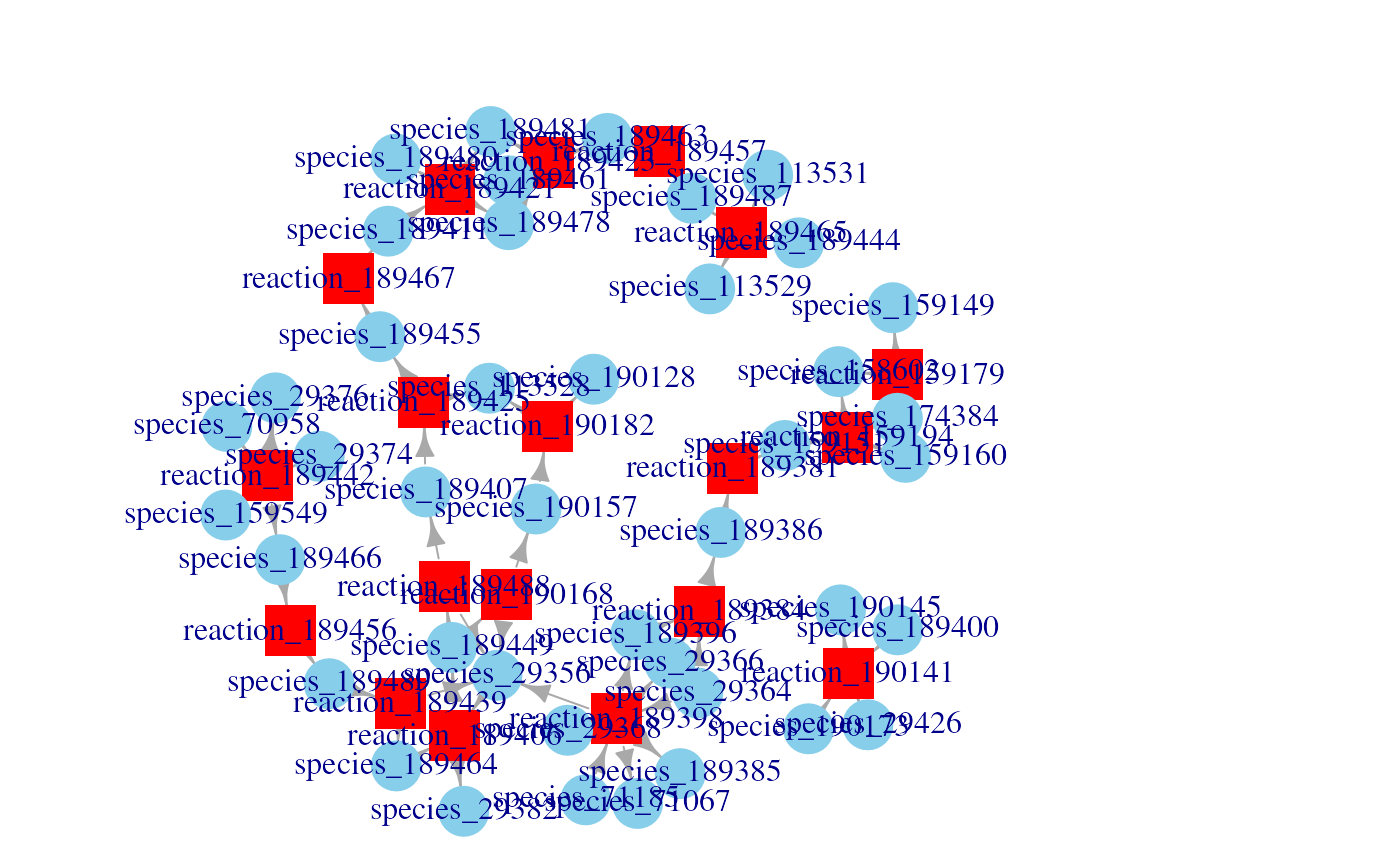 species_189481
species_189463
species_189480
reaction_189423
reaction_189457
species_113531
species_189461
reaction_189421
species_189487
species_189478
species_189411
reaction_189465
species_189444
reaction_189467
species_113529
species_159149
species_189455
species_158602
reaction_159179
species_190128
species_113528
species_29376
reaction_189425
species_70958
reaction_190182
species_174384
reaction_159194
species_29374
species_159160
reaction_189381
reaction_189442
species_189407
species_190157
species_159549
species_189386
species_189466
reaction_189488
reaction_190168
reaction_189384
species_190145
species_189400
reaction_189456
species_189396
species_189449
species_29366
species_29356
reaction_190141
species_189489
species_29364
reaction_189439
reaction_189398
species_29368
species_190173
species_29426
reaction_189406
species_189464
species_189385
species_71185
species_71067
species_29382